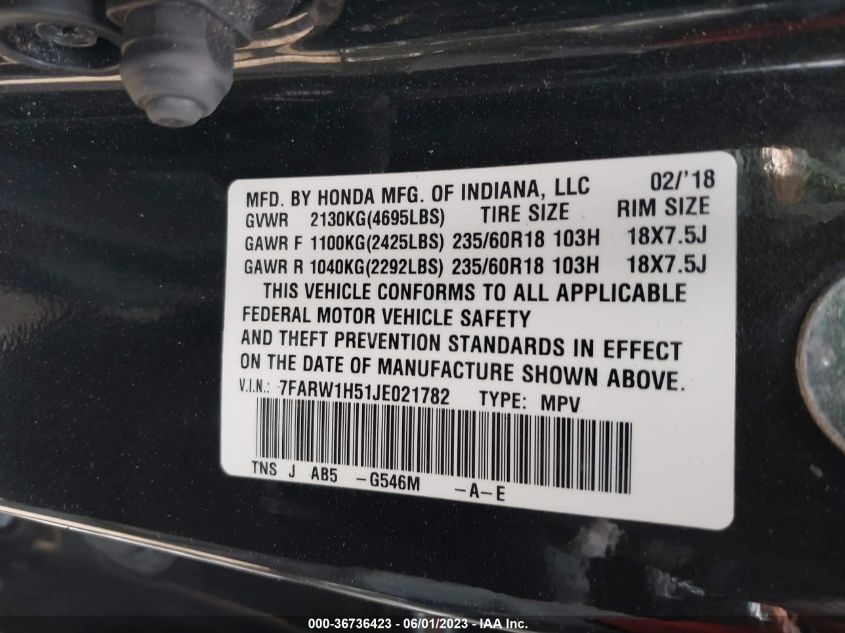 MFD. BY HONDA MFG. OF INDIANA, LLC 02/'18
GVWR 2130KG(4695LBS) TIRE SIZE RIM SIZE
GAWR F 1100KG(2425LBS) 235/60R18 103H 18X7.5J
GAWR R 1040KG(2292LBS) 235/60R18 103H 18X7.5J
THIS VEHICLE CONFORMS TO ALL APPLICABLE
FEDERAL MOTOR VEHICLE SAFETY
AND THEFT PREVENTION STANDARDS IN EFFECT
ON THE DATE OF MANUFACTURE SHOWN ABOVE.
V.I.N.: 7FARW1H51JE021782 TYPE: MPV
TNS J AB5 -G546M -A-E
000-36736423 - 06/01/2023 - IAA Inc.